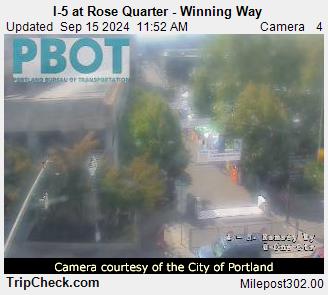 I-5 at Rose Quarter - Winning Way
Updated Sep 15 2024 11:52 AM Camera 4
PBOT
PORTLAND BUREAU OF TRANSPORTATION
Camera courtesy of the City of Portland
TripCheck.com Milepost302.00